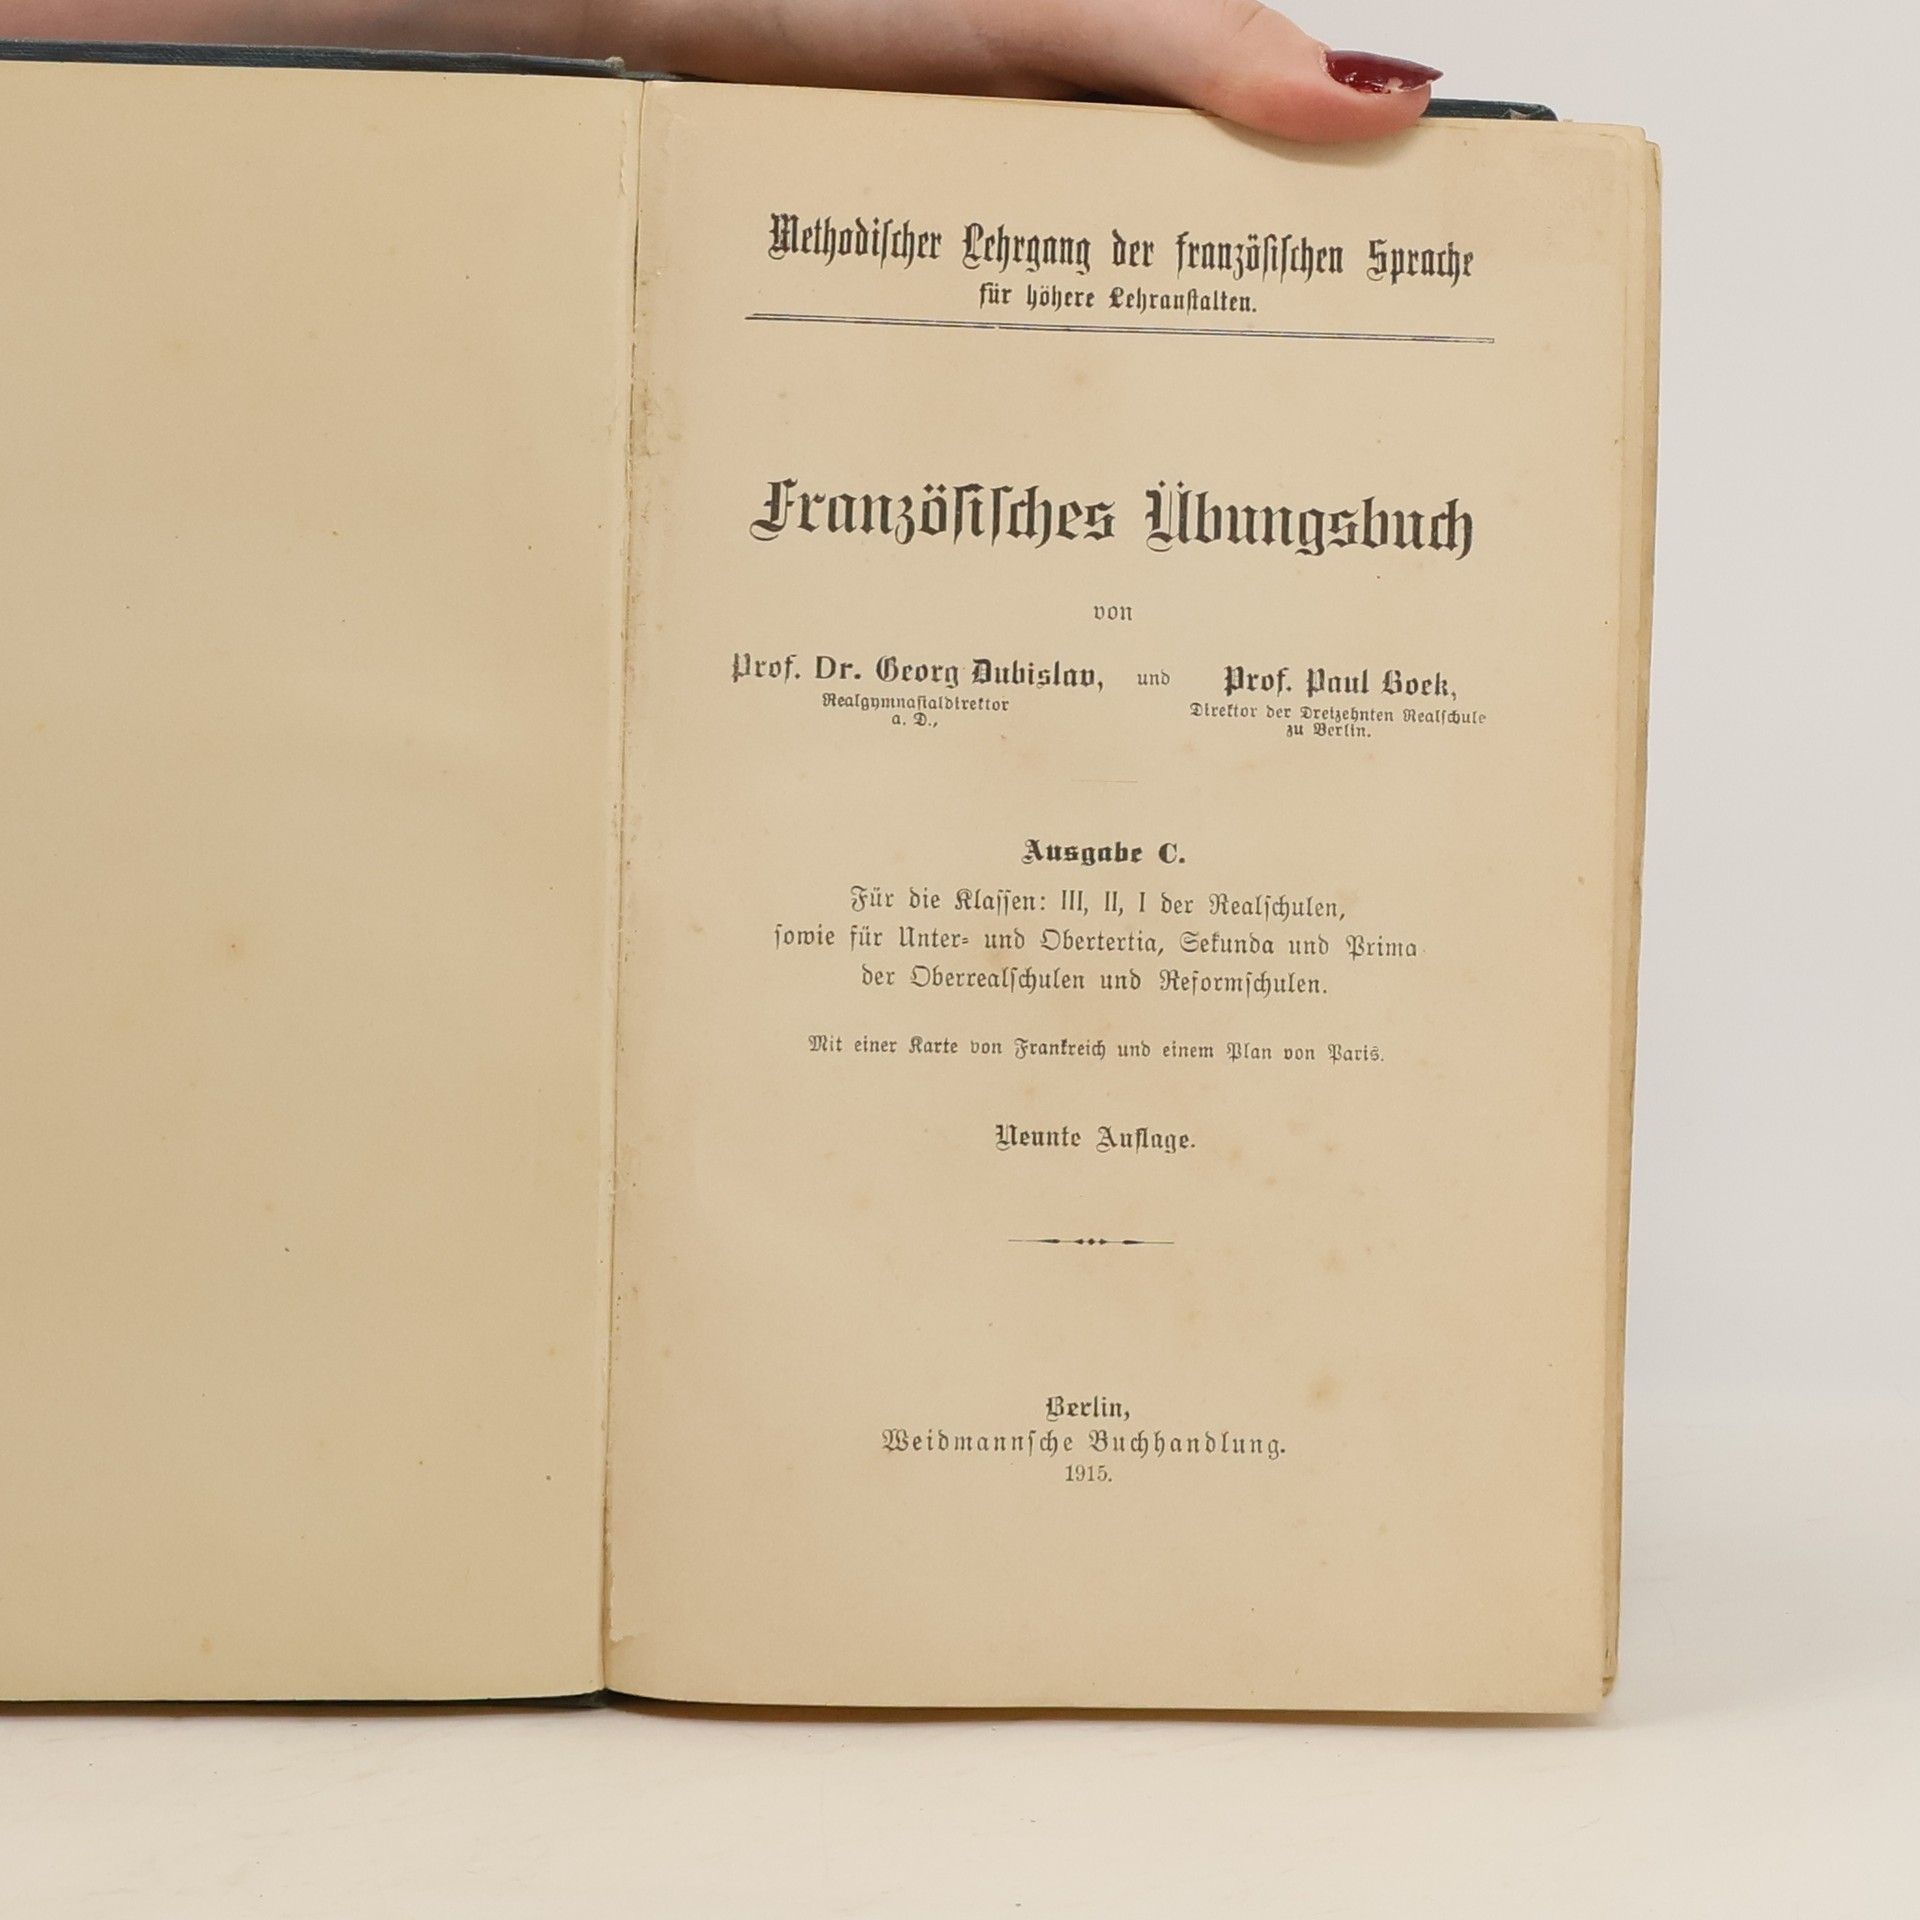 Methodischer Lehrgang der französischen Sprache
für höhere Lehranstalten.
Französisches Übungsbuch
von
Prof. Dr. Georg Dubislav, und Prof. Paul Boek,
Realgymnasialdirektor
a. D.,
Direktor der Dreizehnten Realschule
zu Berlin.
Ausgabe C.
Für die Klassen: III, II, I der Realschulen,
sowie für Unter- und Obertertia, Sekunda und Prima
der Oberrealschulen und Reformschulen.
Mit einer Karte von Frankreich und einem Plan von Paris.
Neunte Auflage.
Berlin,
Weidmannsche Buchhandlung.
1915.